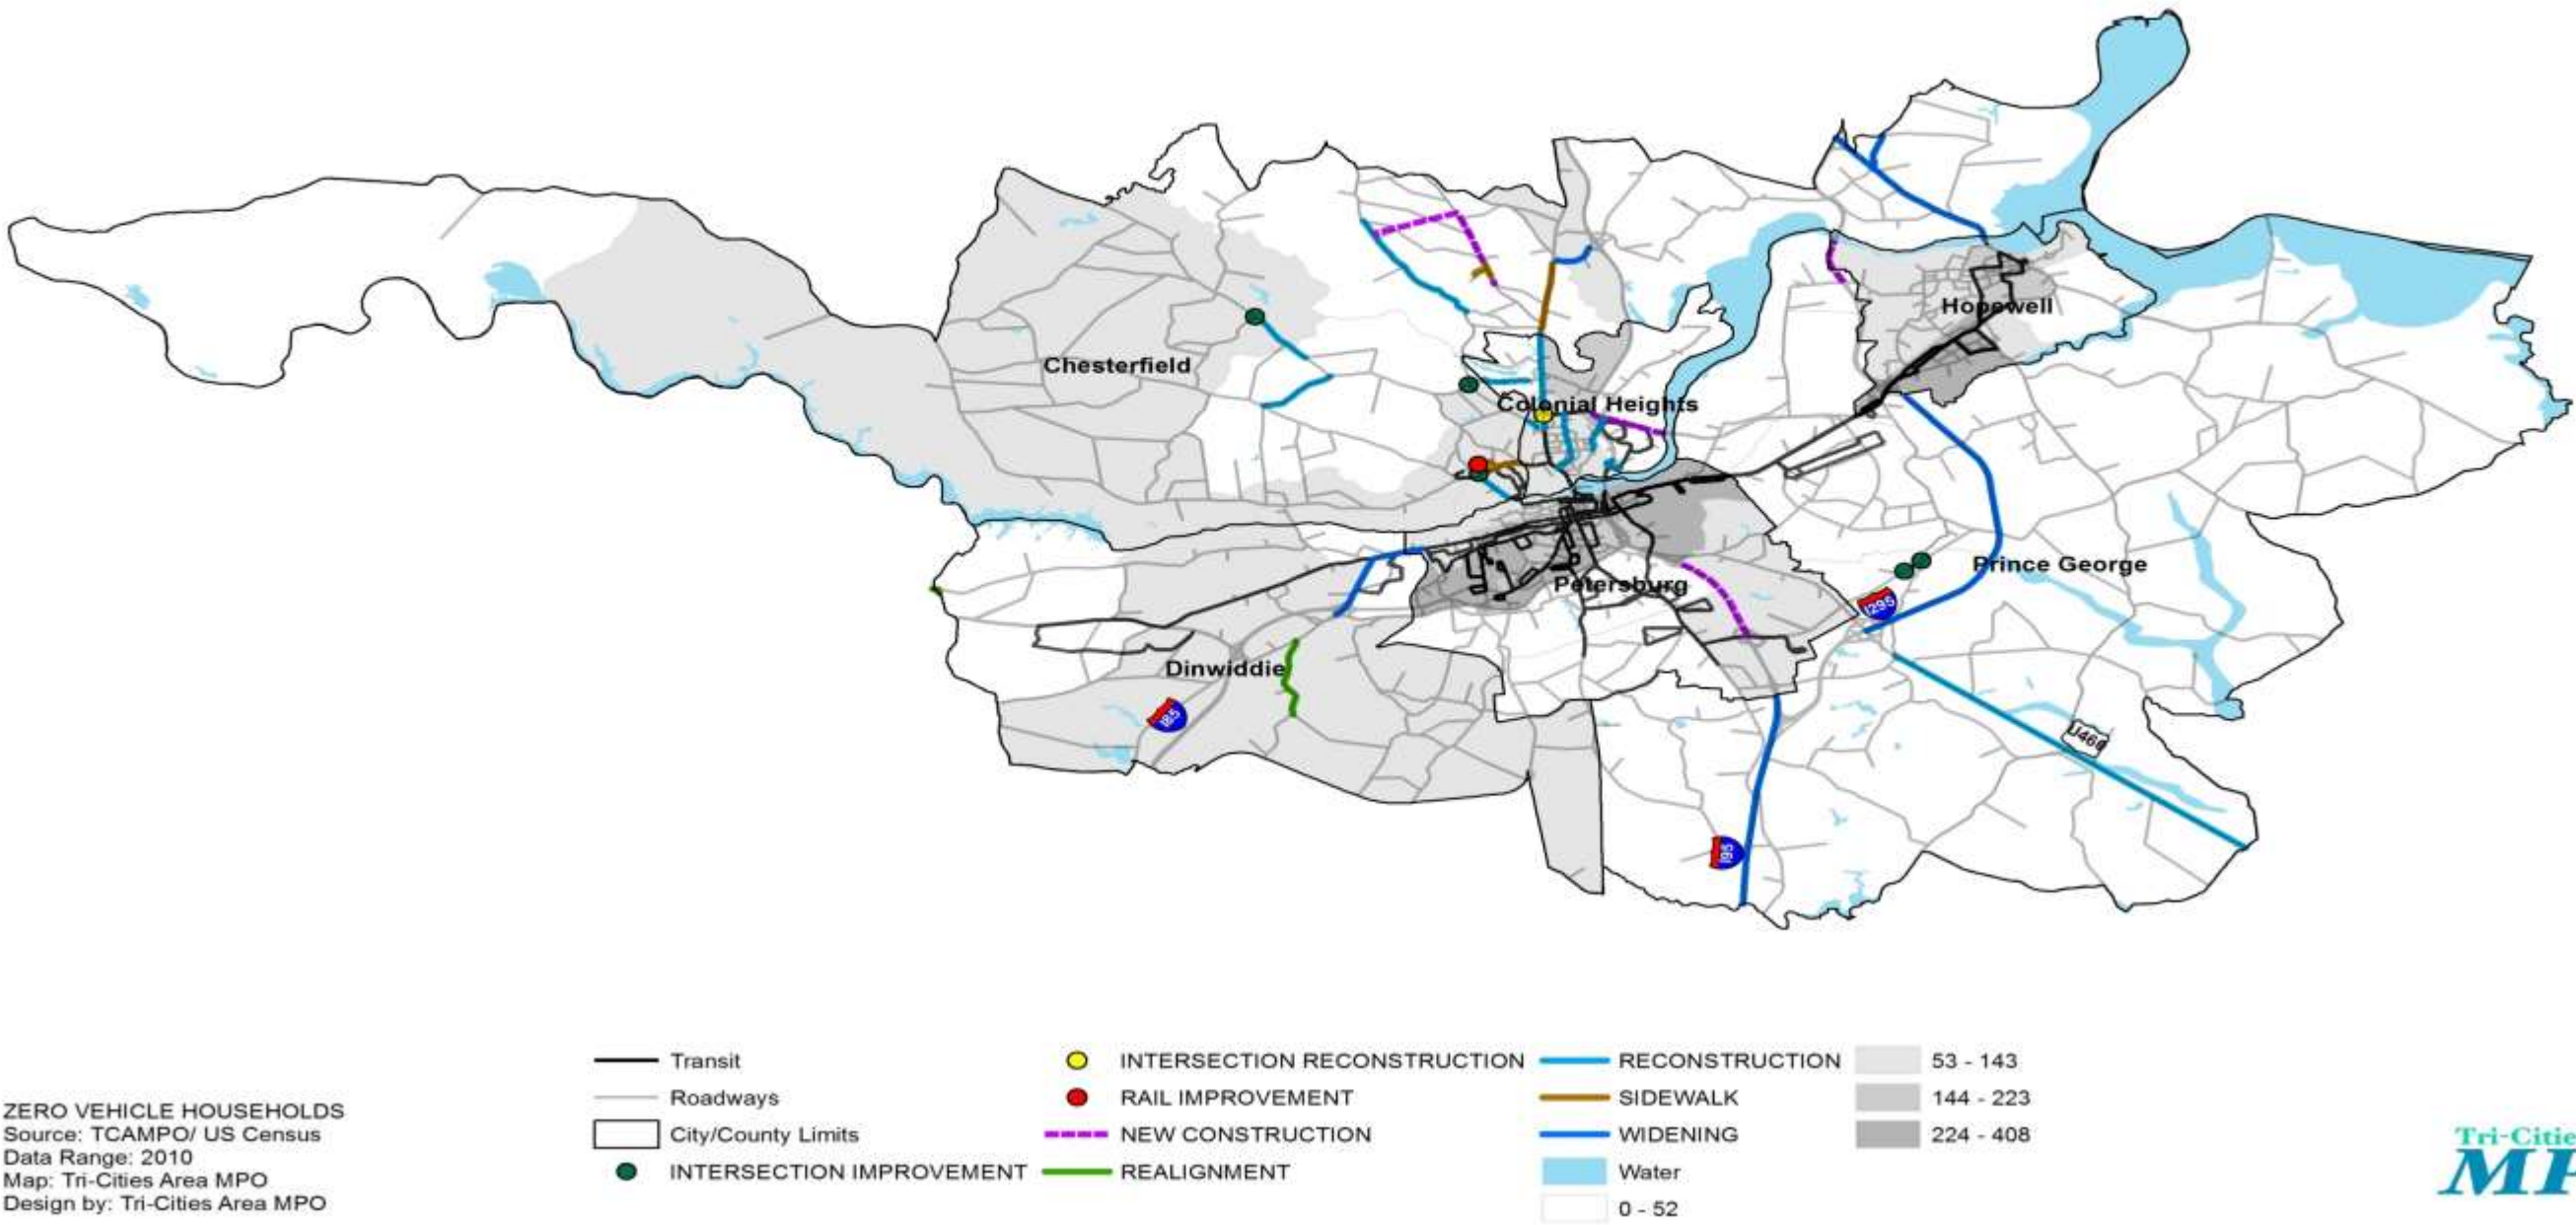 Hopewell
Chesterfield
Colonial Heights
Prince George
Petersburg
I295
Dinwiddie
I85
U460
I95
Transit
Roadways
City/County Limits
INTERSECTION IMPROVEMENT
INTERSECTION RECONSTRUCTION
RAIL IMPROVEMENT
NEW CONSTRUCTION
REALIGNMENT
RECONSTRUCTION
SIDEWALK
WIDENING
Water
0 - 52
53 - 143
144 - 223
224 - 408
ZERO VEHICLE HOUSEHOLDS
Source: TCAMPO/ US Census
Data Range: 2010
Map: Tri-Cities Area MPO
Design by: Tri-Cities Area MPO
Tri-Citie
MP